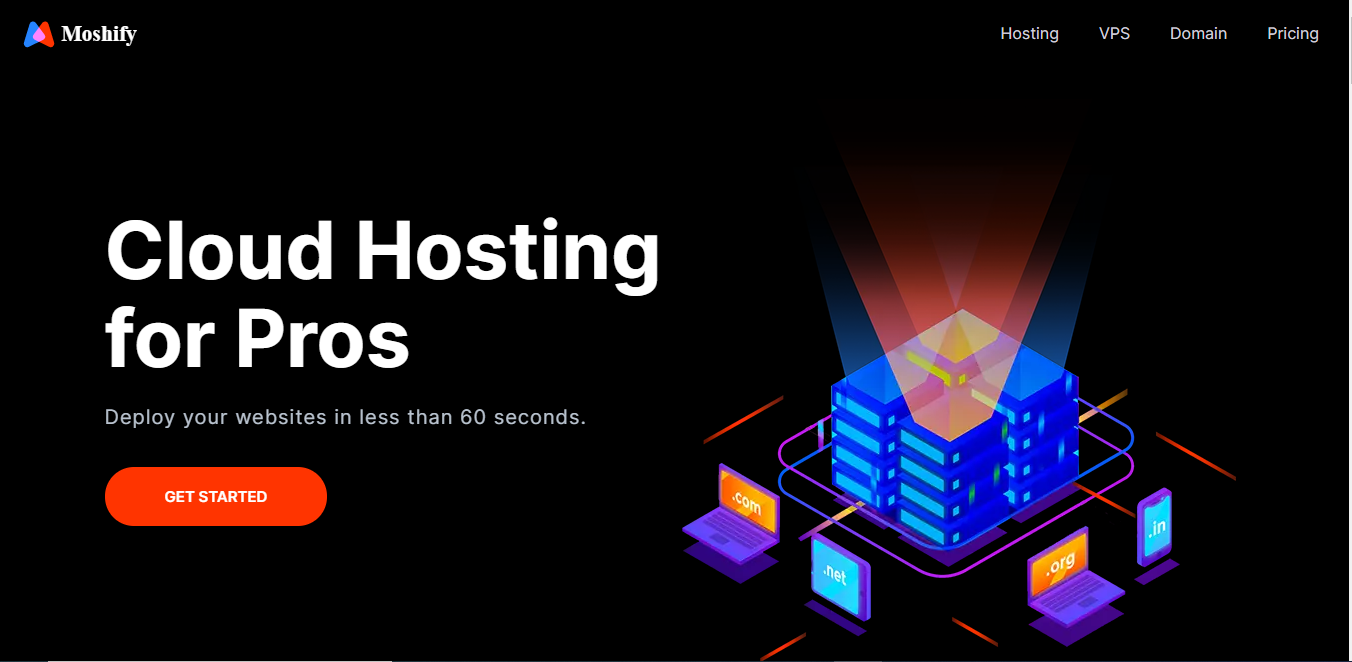 Moshify
Hosting
VPS
Domain
Pricing
Cloud Hosting
for Pros
Deploy your websites in less than 60 seconds.
GET STARTED
.com
.net
.org
.in